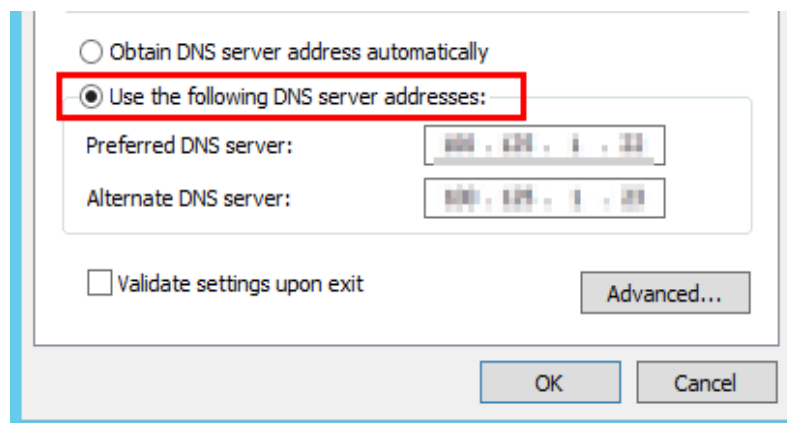 Obtain DNS server address automatically
Use the following DNS server addresses:
Preferred DNS server:
Alternate DNS server:
Validate settings upon exit
Advanced...
OK Cancel